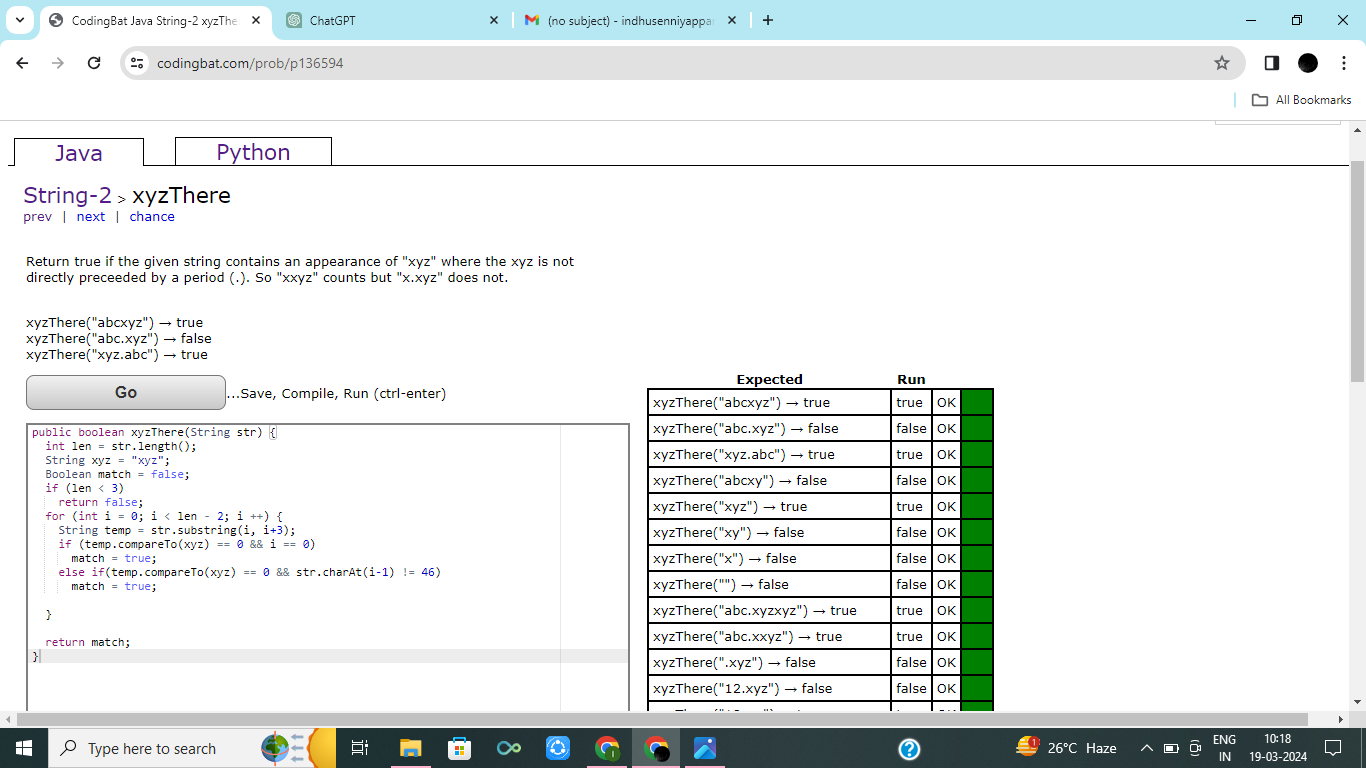 CodingBat Java String-2 xyzThe
ChatGPT
(no subject) - indhusenniyappa
codingbat.com/prob/p136594
All Bookmarks
Java
Python
String-2 > xyzThere
prev | next | chance
Return true if the given string contains an appearance of "xyz" where the xyz is not
directly preceeded by a period (.). So "xxyz" counts but "x.xyz" does not.
xyzThere("abcxyz") → true
xyzThere("abc.xyz") → false
xyzThere("xyz.abc") → true
Go
...Save, Compile, Run (ctrl-enter)
public boolean xyzThere(String str) {
int len = str.length();
String xyz = "xyz";
Boolean match = false;
if (len < 3)
return false;
for (int i = 0; i < len - 2; i ++) {
String temp = str.substring(i, i+3);
if (temp.compareTo(xyz) == 0 && i == 0)
match = true;
else if(temp.compareTo(xyz) == 0 && str.charAt(i-1) != 46)
match = true;
}
return match;
}
Expected Run
xyzThere("abcxyz") → true true OK
xyzThere("abc.xyz") → false false OK
xyzThere("xyz.abc") → true true OK
xyzThere("abcxy") → false false OK
xyzThere("xyz") → true true OK
xyzThere("xy") → false false OK
xyzThere("x") → false false OK
xyzThere("") → false false OK
xyzThere("abc.xyzxyz") → true true OK
xyzThere("abc.xxyz") → true true OK
xyzThere(".xyz") → false false OK
xyzThere("12.xyz") → false false OK
Type here to search
1
26°C Haze
ENG
IN
10:18
19-03-2024